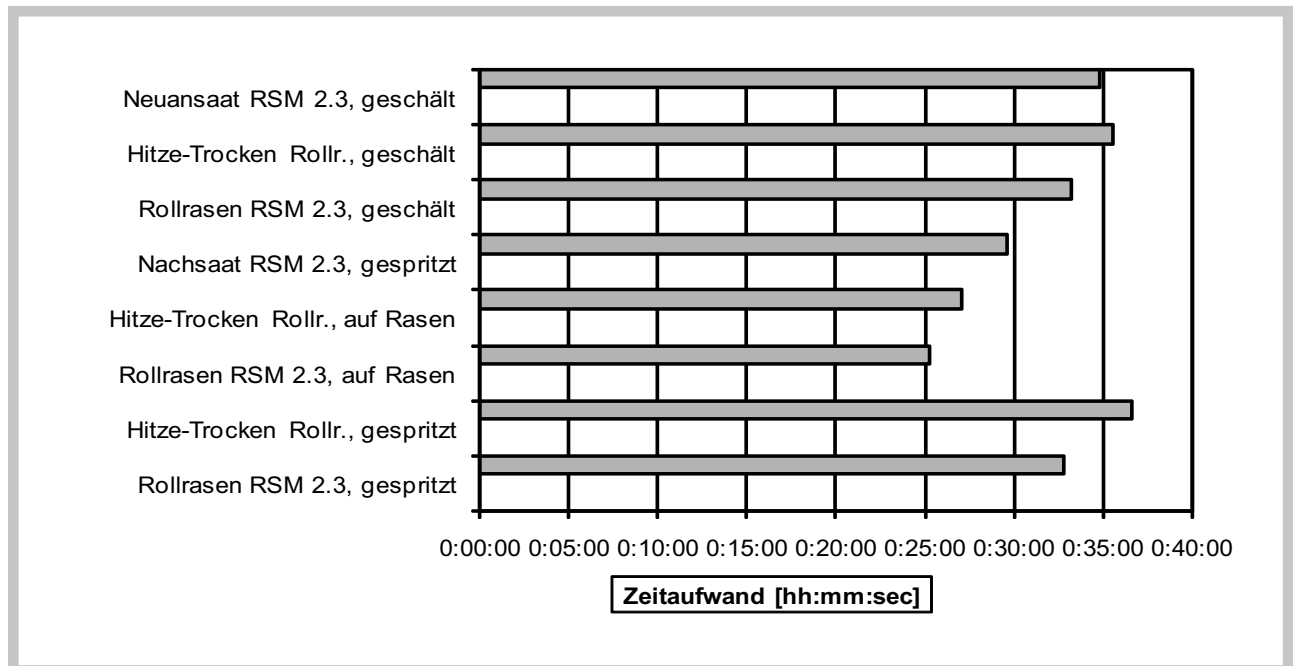 Neuansaat RSM 2.3, geschält
Hitze-Trocken Rollr., geschält
Rollrasen RSM 2.3, geschält
Nachsaat RSM 2.3, gespritzt
Hitze-Trocken Rollr., auf Rasen
Rollrasen RSM 2.3, auf Rasen
Hitze-Trocken Rollr., gespritzt
Rollrasen RSM 2.3, gespritzt
0:00:00 0:05:00 0:10:00 0:15:00 0:20:00 0:25:00 0:30:00 0:35:00 0:40:00
Zeitaufwand [hh:mm:sec]